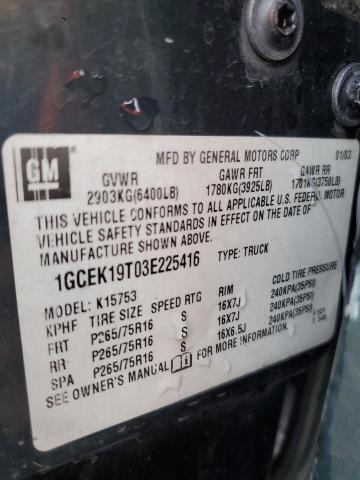 GM
MFD BY GENERAL MOTORS CORP 01/03
GVWR GAWR FRT GAWR RR
2903KG(6400LB) 1780KG(3925LB) 1701KG(3750LB)
THIS VEHICLE CONFORMS TO ALL APPLICABLE U.S. FEDERAL MOTOR
VEHICLE SAFETY STANDARDS IN EFFECT ON THE DATE OF
MANUFACTURE SHOWN ABOVE.
1GCEK19T03E225416 TYPE: TRUCK
MODEL: K15753
KPHF TIRE SIZE SPEED RTG RIM COLD TIRE PRESSURE
FRT P265/75R16 S 16X7J 240KPA(35PSI)
RR P265/75R16 S 16X7J 240KPA(35PSI)
SPA P265/75R16 S 16X6.5J 240KPA(35PSI)
SEE OWNER'S MANUAL FOR MORE INFORMATION.